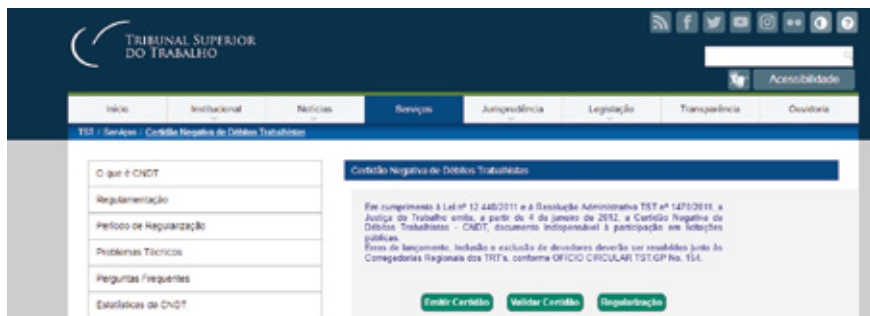 TRIBUNAL SUPERIOR
DO TRABALHO
Acessibilidade
Início Institucional Notícias Serviços Jurisprudência Legislação Transparência Ouvidoria
TST / Serviços / Certidão Negativa de Débitos Trabalhistas
O que é CNDT
Regulamentação
Período de Regularização
Problemas Técnicos
Perguntas Frequentes
Estatísticas da CNDT
Certidão Negativa de Débitos Trabalhistas
Em cumprimento à Lei nº 12.440/2011 e à Resolução Administrativa TST nº 1470/2011, a
Justiça do Trabalho emite, a partir de 4 de janeiro de 2012, a Certidão Negativa de
Débitos Trabalhistas - CNDT, documento indispensável à participação em licitações
públicas.
Erros de lançamento, inclusão e exclusão de devedores deverão ser resolvidos junto às
Corregedorias Regionais dos TRTs, conforme OFÍCIO CIRCULAR TST.GP No. 154.
Emitir Certidão Validar Certidão Regularização